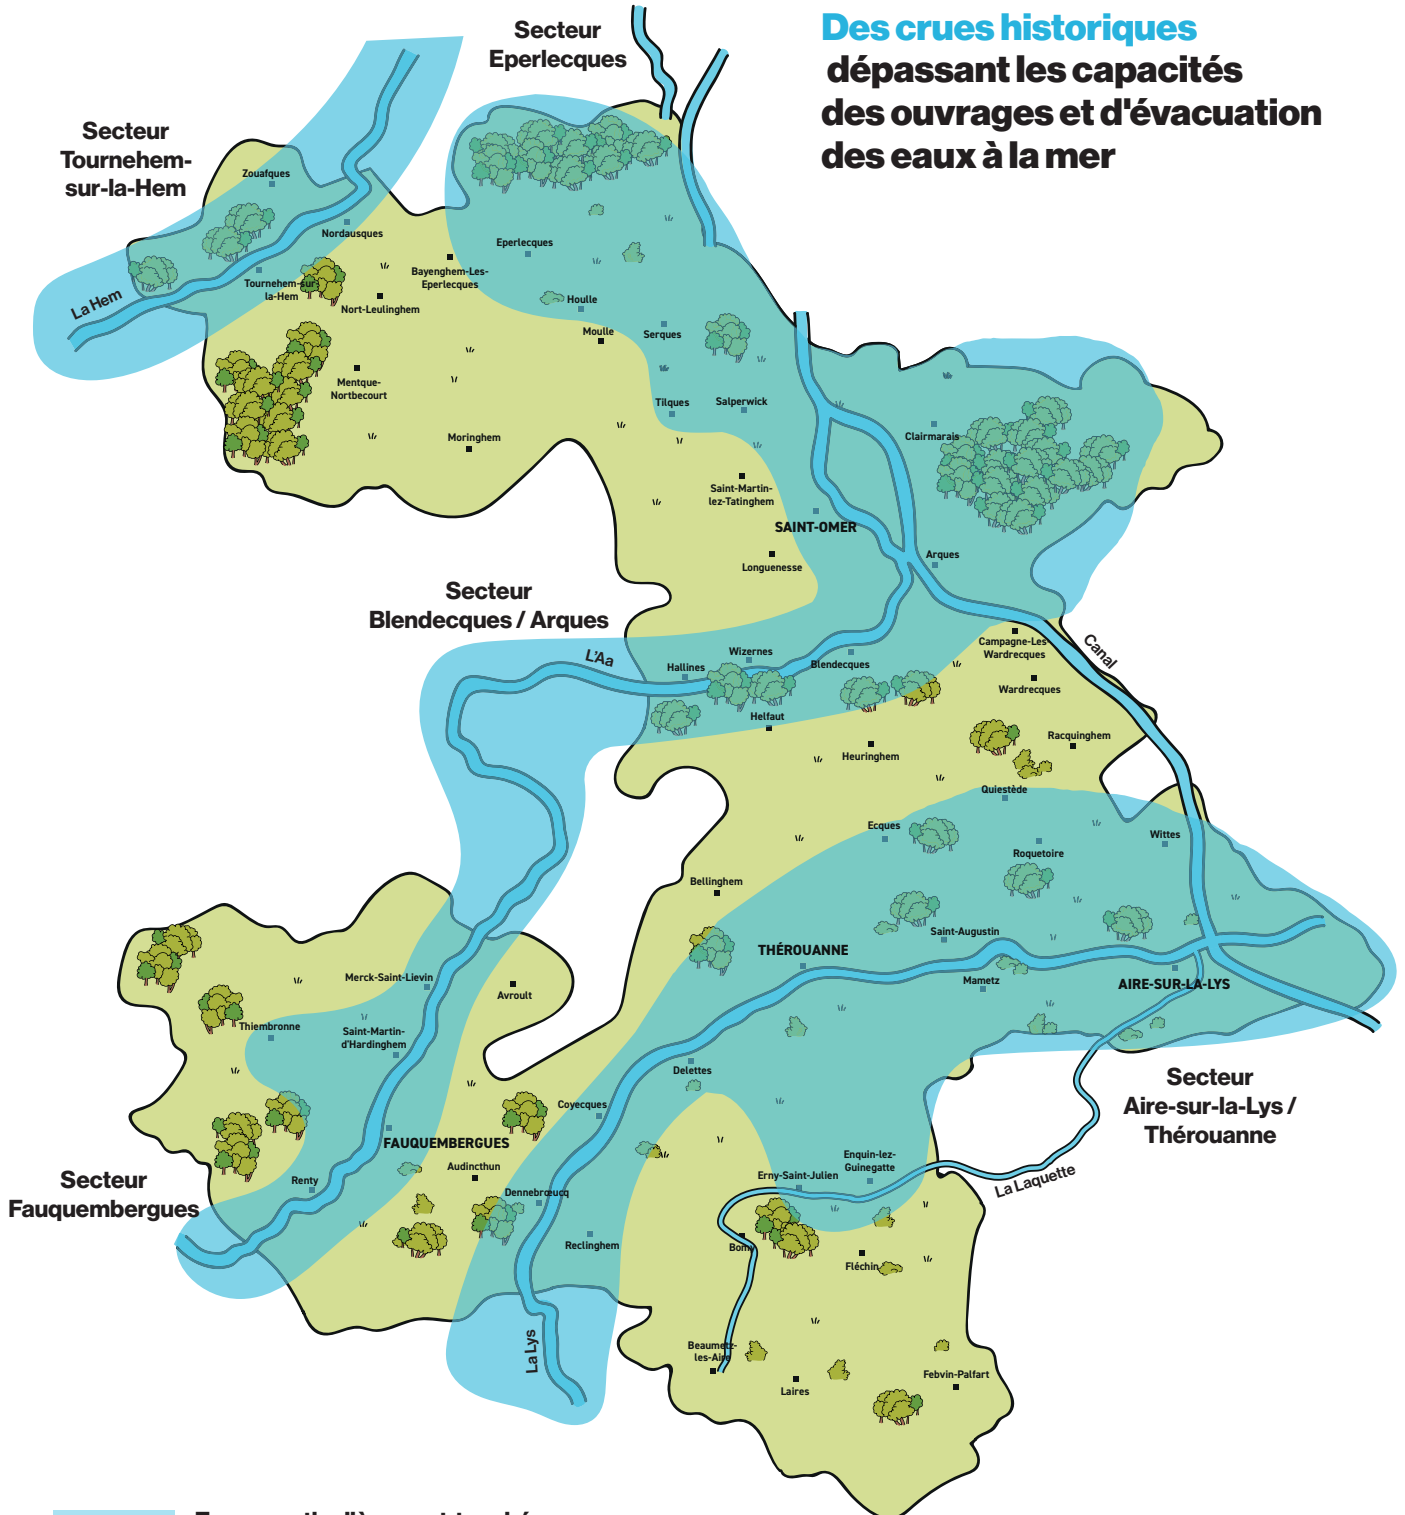 Des crues historiques
dépassant les capacités
des ouvrages et d'évacuation
des eaux à la mer
Secteur
Eperlecques
Secteur
Tournehem-
sur-la-Hem
Zouafques
Nordausques
Eperlecques
Bayenghem-Les-
Eperlecques
Tournehem-sur-
la-Hem
La Hem
Nort-Leulinghem
Houlle
Moulle
Serques
Mentque-
Nortbecourt
Tilques
Salperwick
Clairmarais
Moringhem
Saint-Martin-
lez-Tatinghem
SAINT-OMER
Arques
Longuenesse
Secteur
Blendecques / Arques
L'Aa
Hallines
Wizernes
Blendecques
Campagne-Les-
Wardrecques
Canal
Wardrecques
Helfaut
Heuringhem
Racquinghem
Quiestède
Ecques
Roquetoire
Wittes
Bellinghem
Saint-Augustin
THÉROUANNE
Mametz
AIRE-SUR-LA-LYS
Merck-Saint-Lievin
Avroult
Thiembronne
Saint-Martin-
d'Hardinghem
Delettes
Secteur
Aire-sur-la-Lys /
Thérouanne
Coyecques
FAUQUEMBERGUES
Audincthun
Enquin-lez-
Guinegatte
Erny-Saint-Julien
La Laquette
Secteur
Fauquembergues
Renty
Dennebrœucq
Reclinghem
Bomy
Fléchin
La Lys
Beaumetz-
les-Aire
Laires
Febvin-Palfart